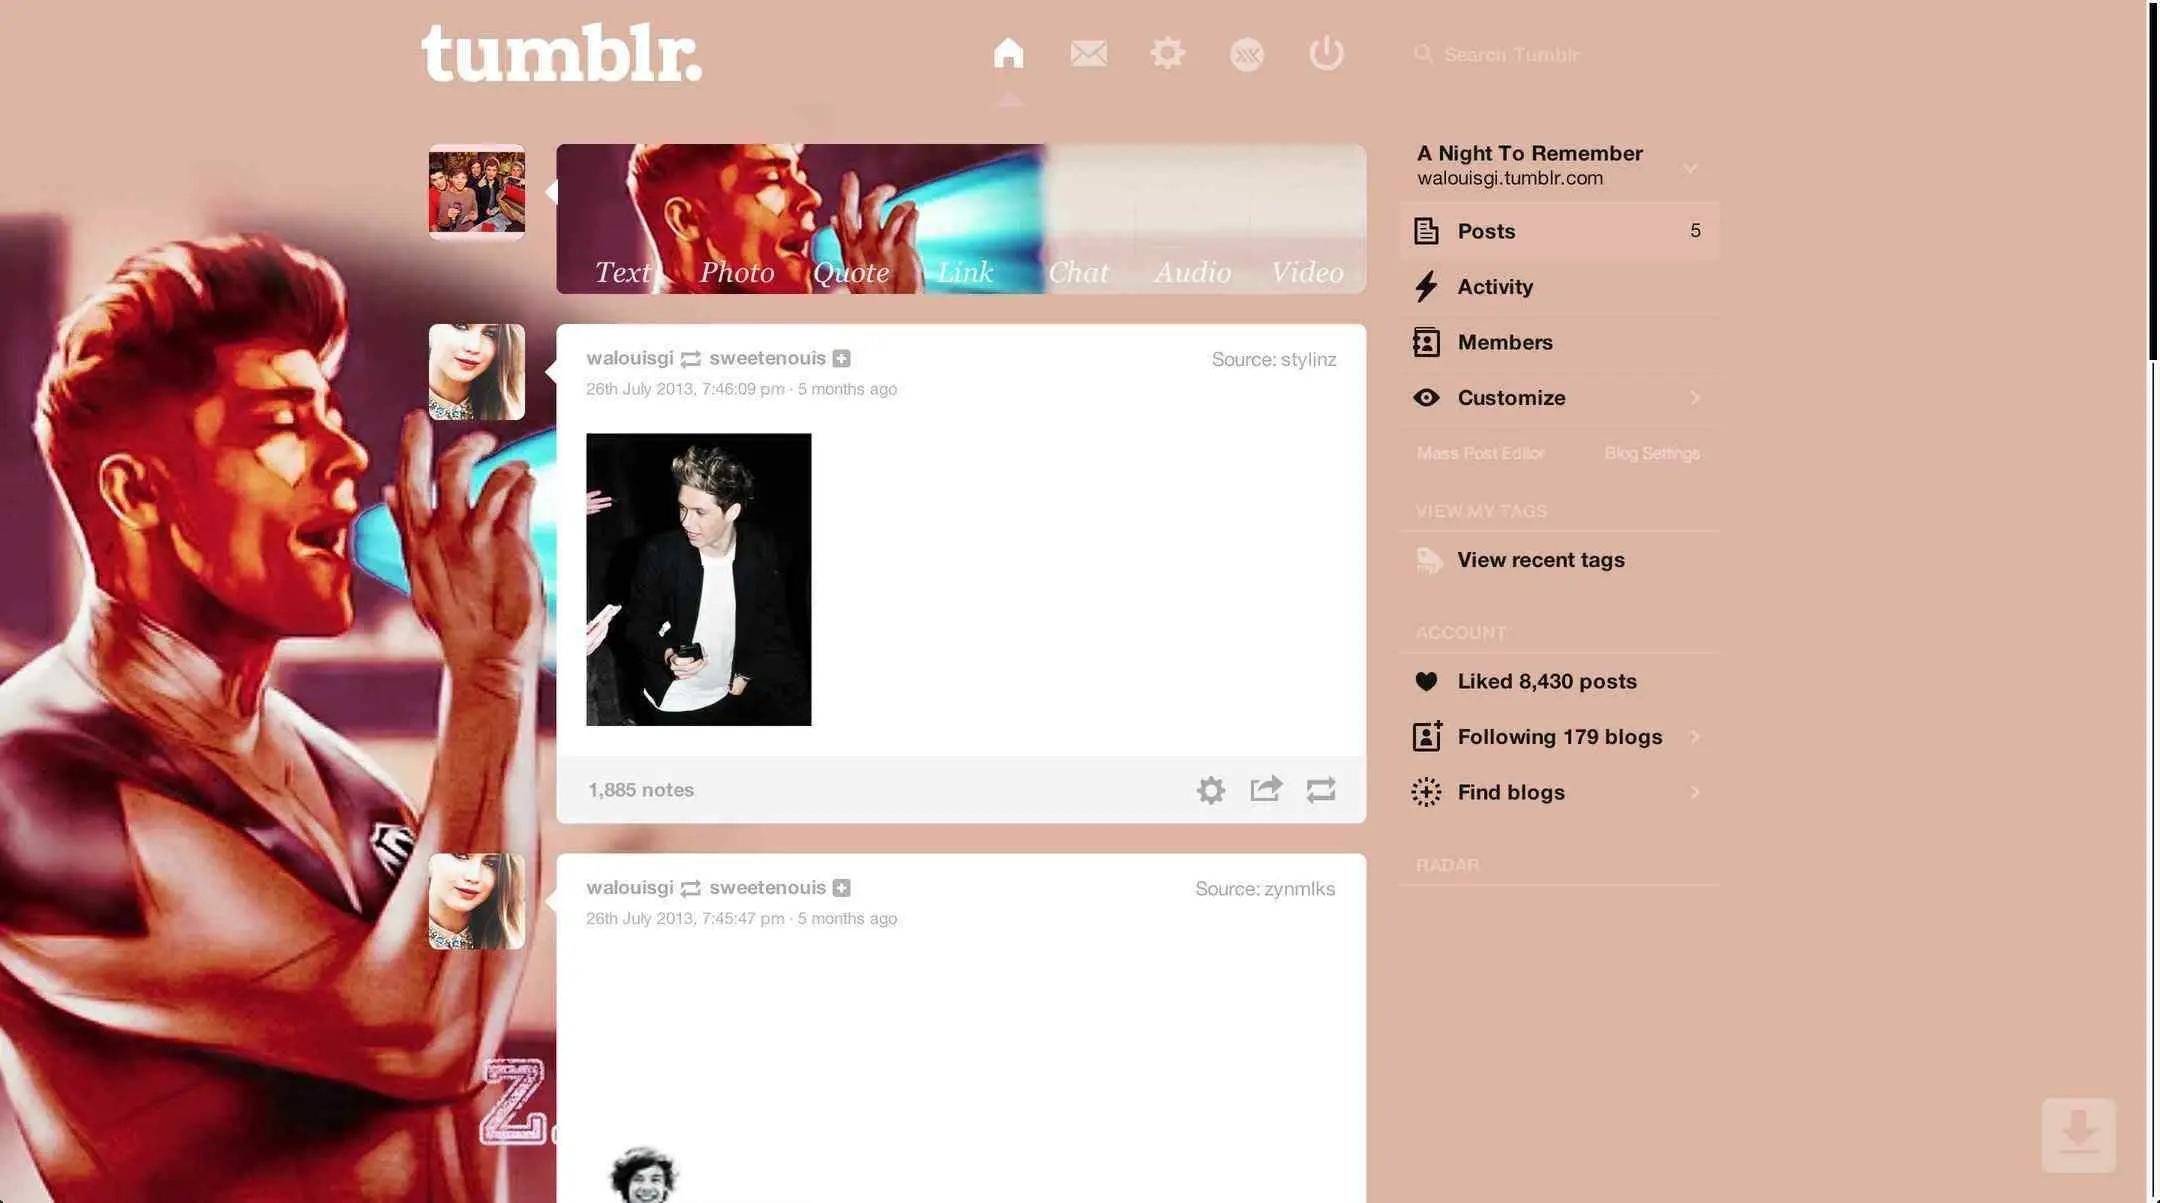 tumblr.
Search Tumblr
Text Photo Quote Link Chat Audio Video
walouisgi sweetenouis
Source: stylinz
26th July 2013, 7:46:09 pm · 5 months ago
1,885 notes
walouisgi sweetenouis
Source: zynmlks
26th July 2013, 7:45:47 pm · 5 months ago
Z
A Night To Remember
walouisgi.tumblr.com
Posts 5
Activity
Members
Customize
Mass Post Editor Blog Settings
VIEW MY TAGS
View recent tags
ACCOUNT
Liked 8,430 posts
Following 179 blogs
Find blogs
RADAR